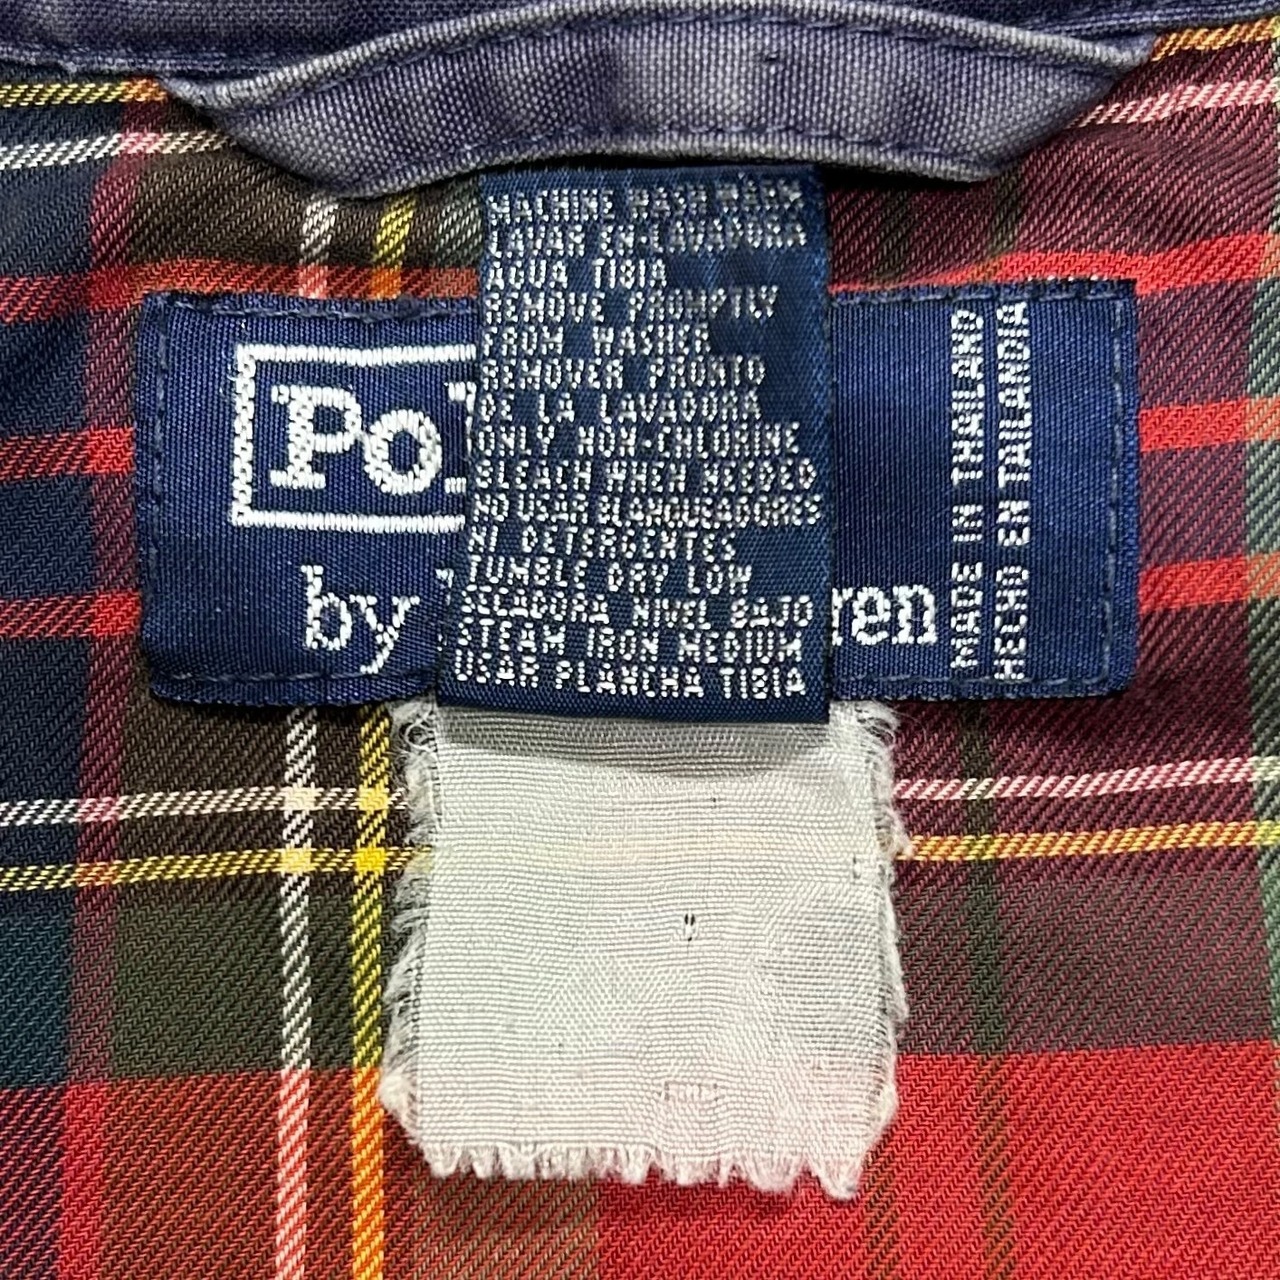 MACHINE WASH WARM
LAVAR EN-LAVADURA
AGUA TIBIA
REMOVE PROMPTLY
FROM WASHER
REMOVER PRONTO
DE LA LAVADORA
ONLY NON-CHLORINE
BLEACH WHEN NEEDED
NO USAR BLANQUEADORES
NI DETERGENTES
TUMBLE DRY LOW
SECADORA NIVEL BAJO
STEAM IRON MEDIUM
USAR PLANCHA TIBIA
Pol
by
ren
MADE IN THAILAND
HECHO EN TAILANDIA